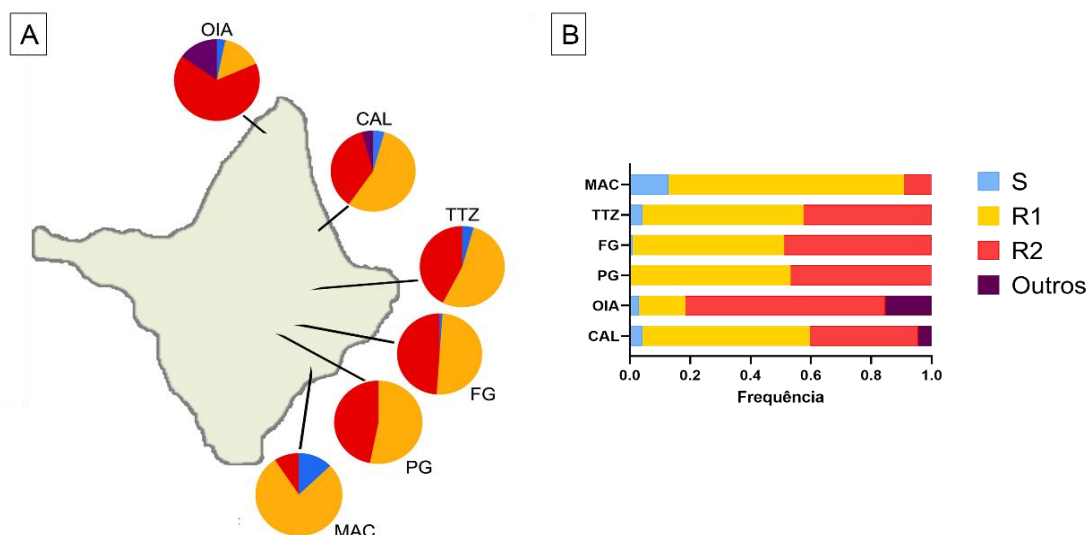 A
OIA
CAL
TTZ
FG
PG
MAC
B
MAC
TTZ
FG
PG
OIA
CAL
0.0 0.2 0.4 0.6 0.8 1.0
Frequência
S
R1
R2
Outros